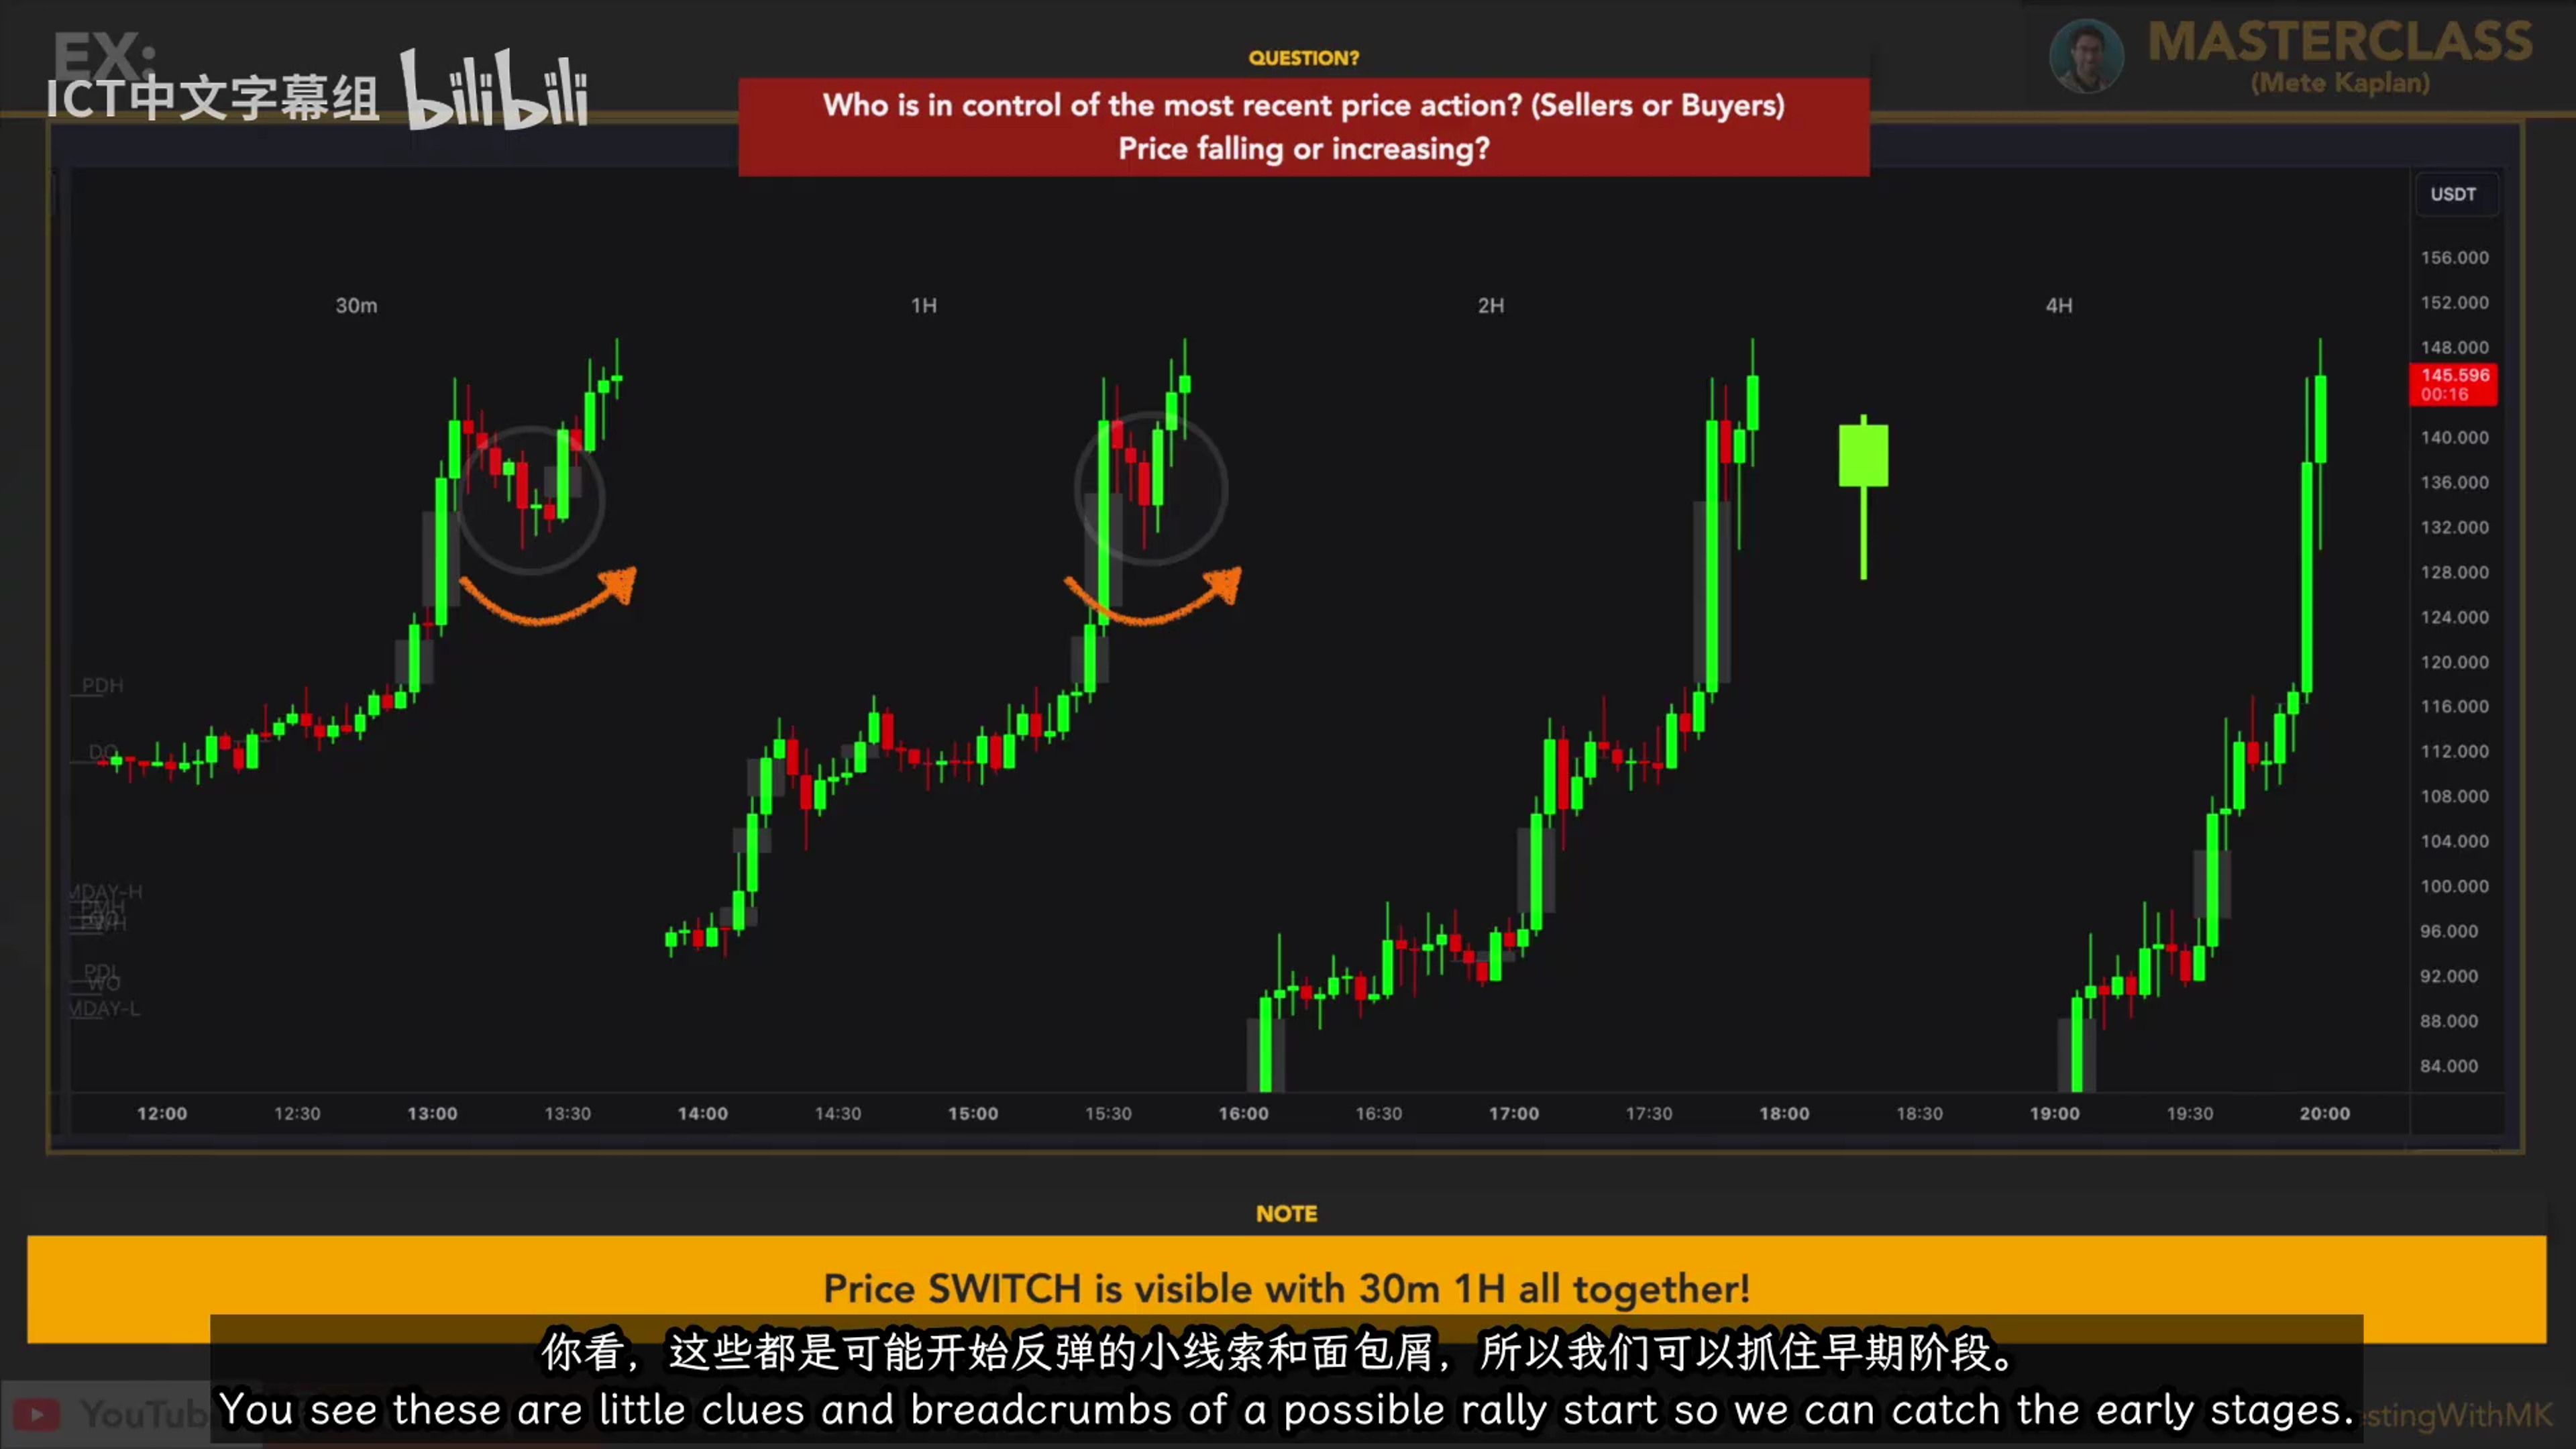 EX:
ICT中文字幕组 bilibili
QUESTION?
Who is in control of the most recent price action? (Sellers or Buyers)
Price falling or increasing?
MASTERCLASS
(Mete Kaplan)
USDT
30m
1H
2H
4H
156.000
152.000
148.000
145.596
00:16
140.000
136.000
132.000
128.000
124.000
120.000
116.000
112.000
108.000
104.000
100.000
96.000
92.000
88.000
84.000
PDH
DO
MDAY-H
PMH
PDL
WO
MDAY-L
12:00 12:30 13:00 13:30 14:00 14:30 15:00 15:30 16:00 16:30 17:00 17:30 18:00 18:30 19:00 19:30 20:00
NOTE
Price SWITCH is visible with 30m 1H all together!
你看，这些都是可能开始反弹的小线索和面包屑，所以我们可以抓住早期阶段。
You see these are little clues and breadcrumbs of a possible rally start so we can catch the early stages.